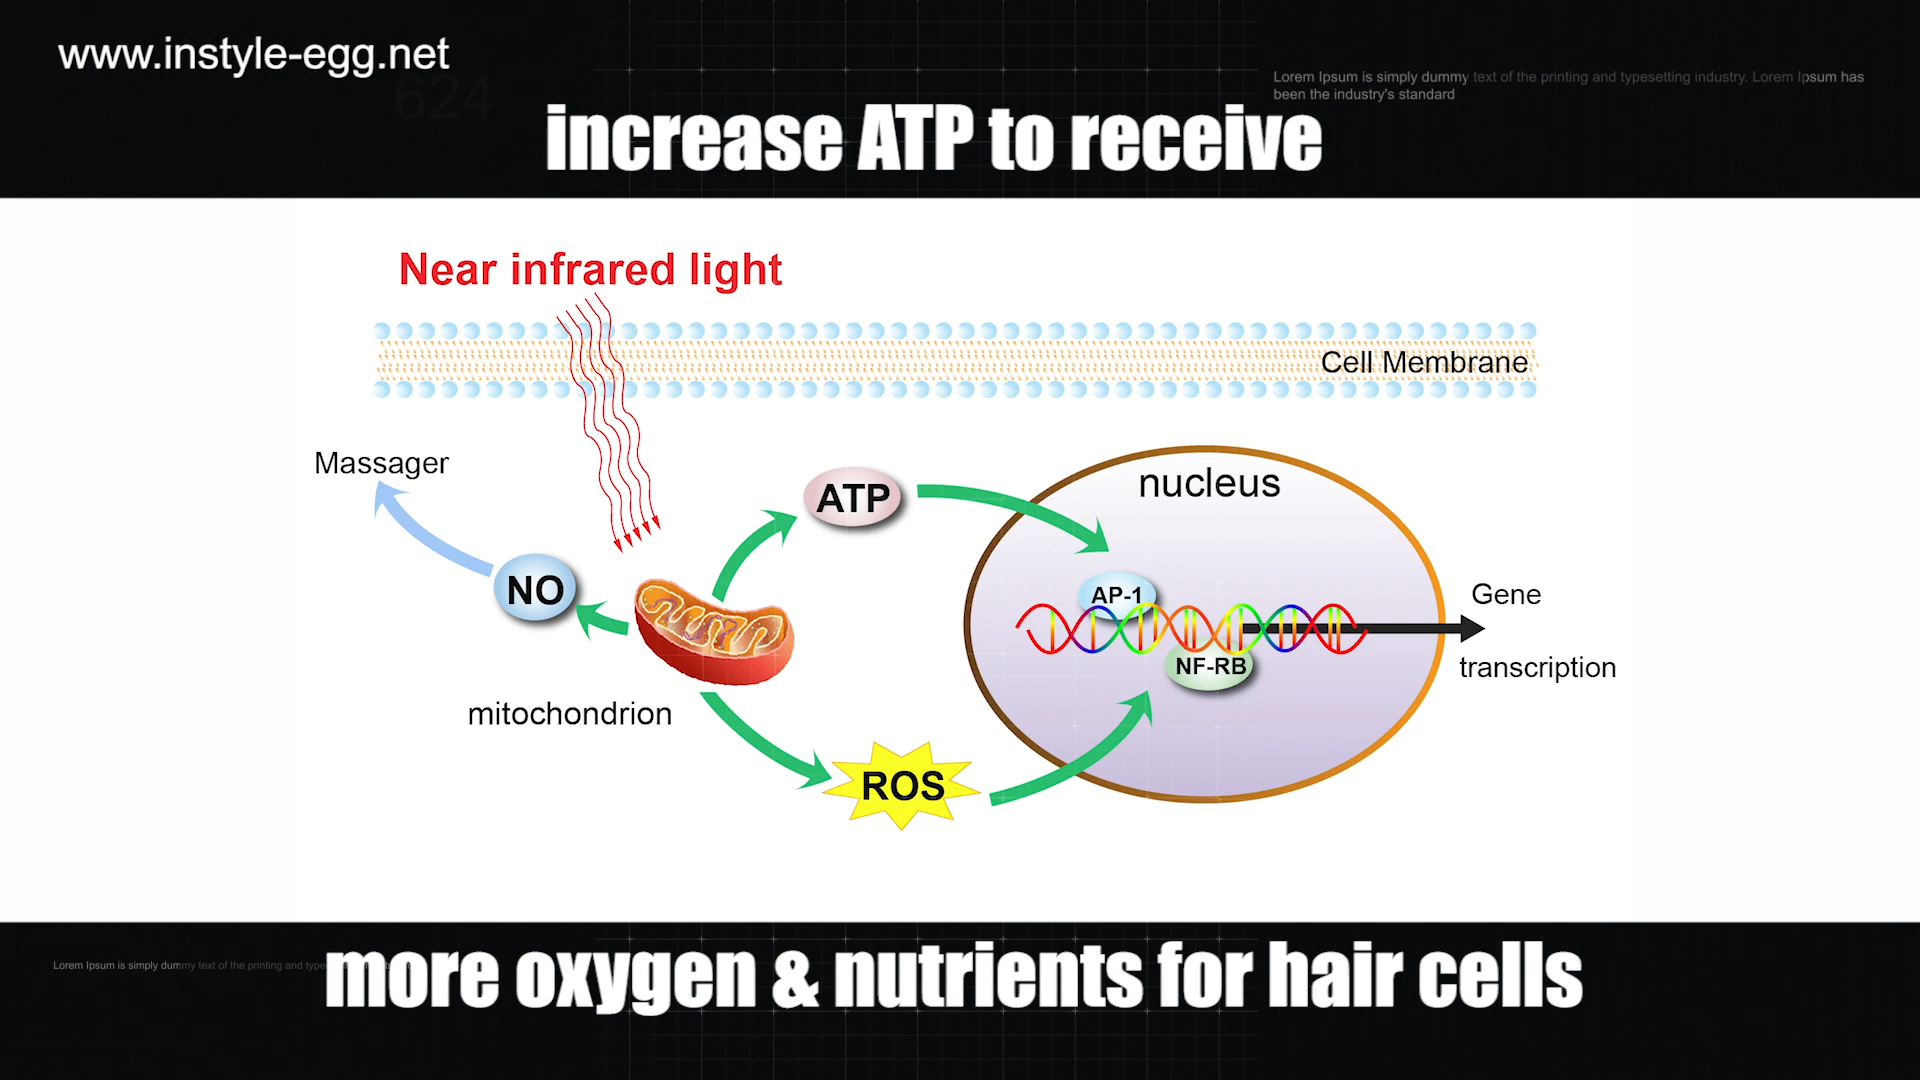 www.instyle-egg.net
624
Lorem Ipsum is simply dummy text of the printing and typesetting industry. Lorem Ipsum has
been the industry's standard
increase ATP to receive
Near infrared light
Cell Membrane
Massager
ATP
nucleus
NO
AP-1
Gene
NF-RB
transcription
mitochondrion
ROS
Lorem Ipsum is simply dummy text of the printing and
more oxygen & nutrients for hair cells